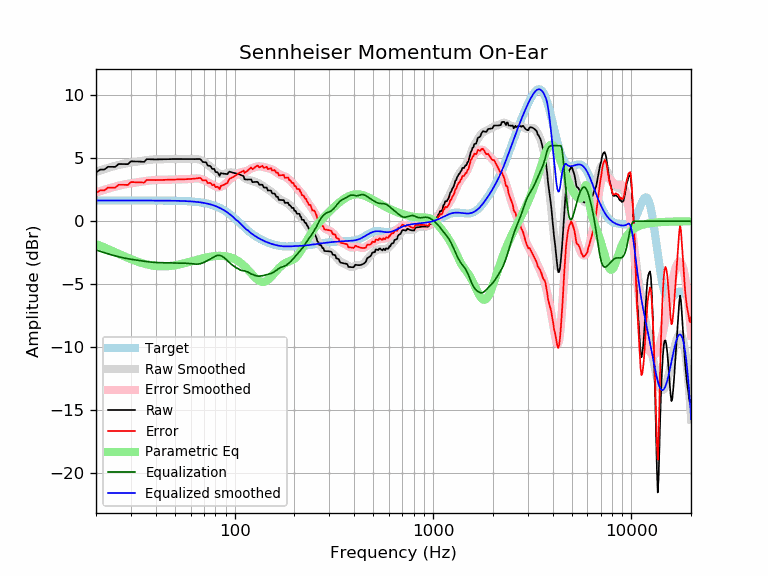 Sennheiser Momentum On-Ear
Amplitude (dBr)
10
5
0
−5
−10
−15
−20
Target
Raw Smoothed
Error Smoothed
Raw
Error
Parametric Eq
Equalization
Equalized smoothed
100
1000
10000
Frequency (Hz)